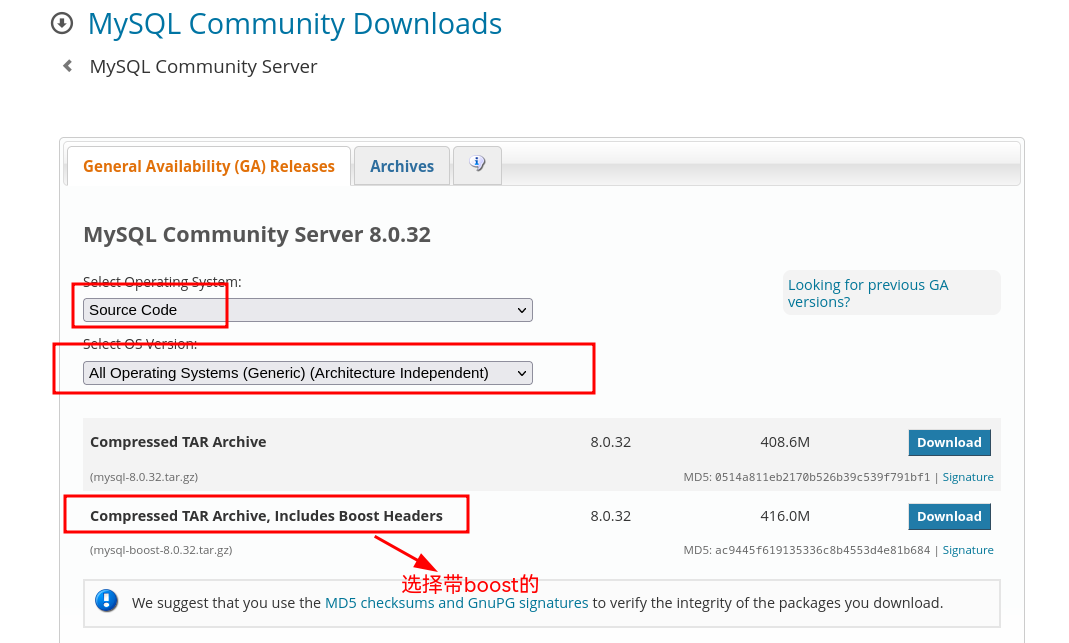 MySQL Community Downloads
MySQL Community Server
General Availability (GA) Releases
Archives
MySQL Community Server 8.0.32
Select Operating System:
Looking for previous GA
versions?
Source Code
Select OS Version:
All Operating Systems (Generic) (Architecture Independent)
Compressed TAR Archive 8.0.32 408.6M Download
(mysql-8.0.32.tar.gz) MD5: 0514a811eb2170b526b39c539f791bf1 | Signature
Compressed TAR Archive, Includes Boost Headers 8.0.32 416.0M Download
(mysql-boost-8.0.32.tar.gz) MD5: ac9445f619135336c8b4553d4e81b684 | Signature
选择带boost的
We suggest that you use the MD5 checksums and GnuPG signatures to verify the integrity of the packages you download.